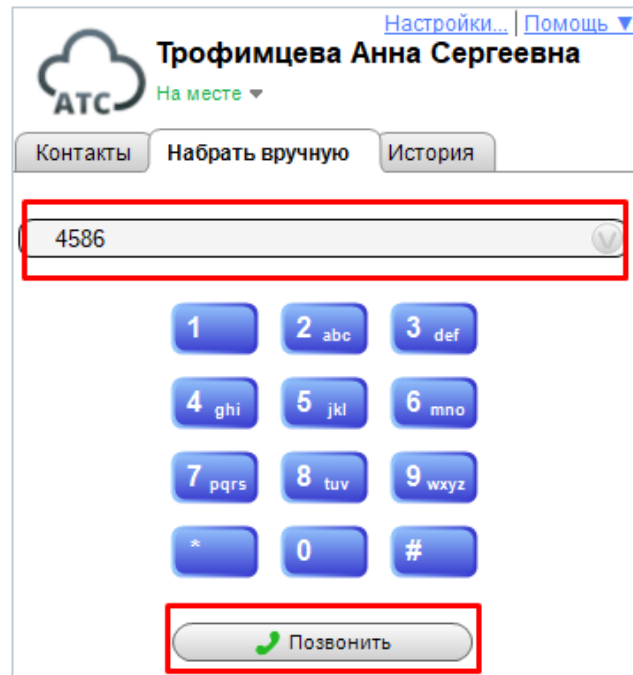 Настройки... | Помощь ▼
Трофимцева Анна Сергеевна
АТС
На месте
Контакты Набрать вручную История
4586
1 2 abc 3 def
4 ghi 5 jkl 6 mno
7 pqrs 8 tuv 9 wxyz
* 0 #
Позвонить